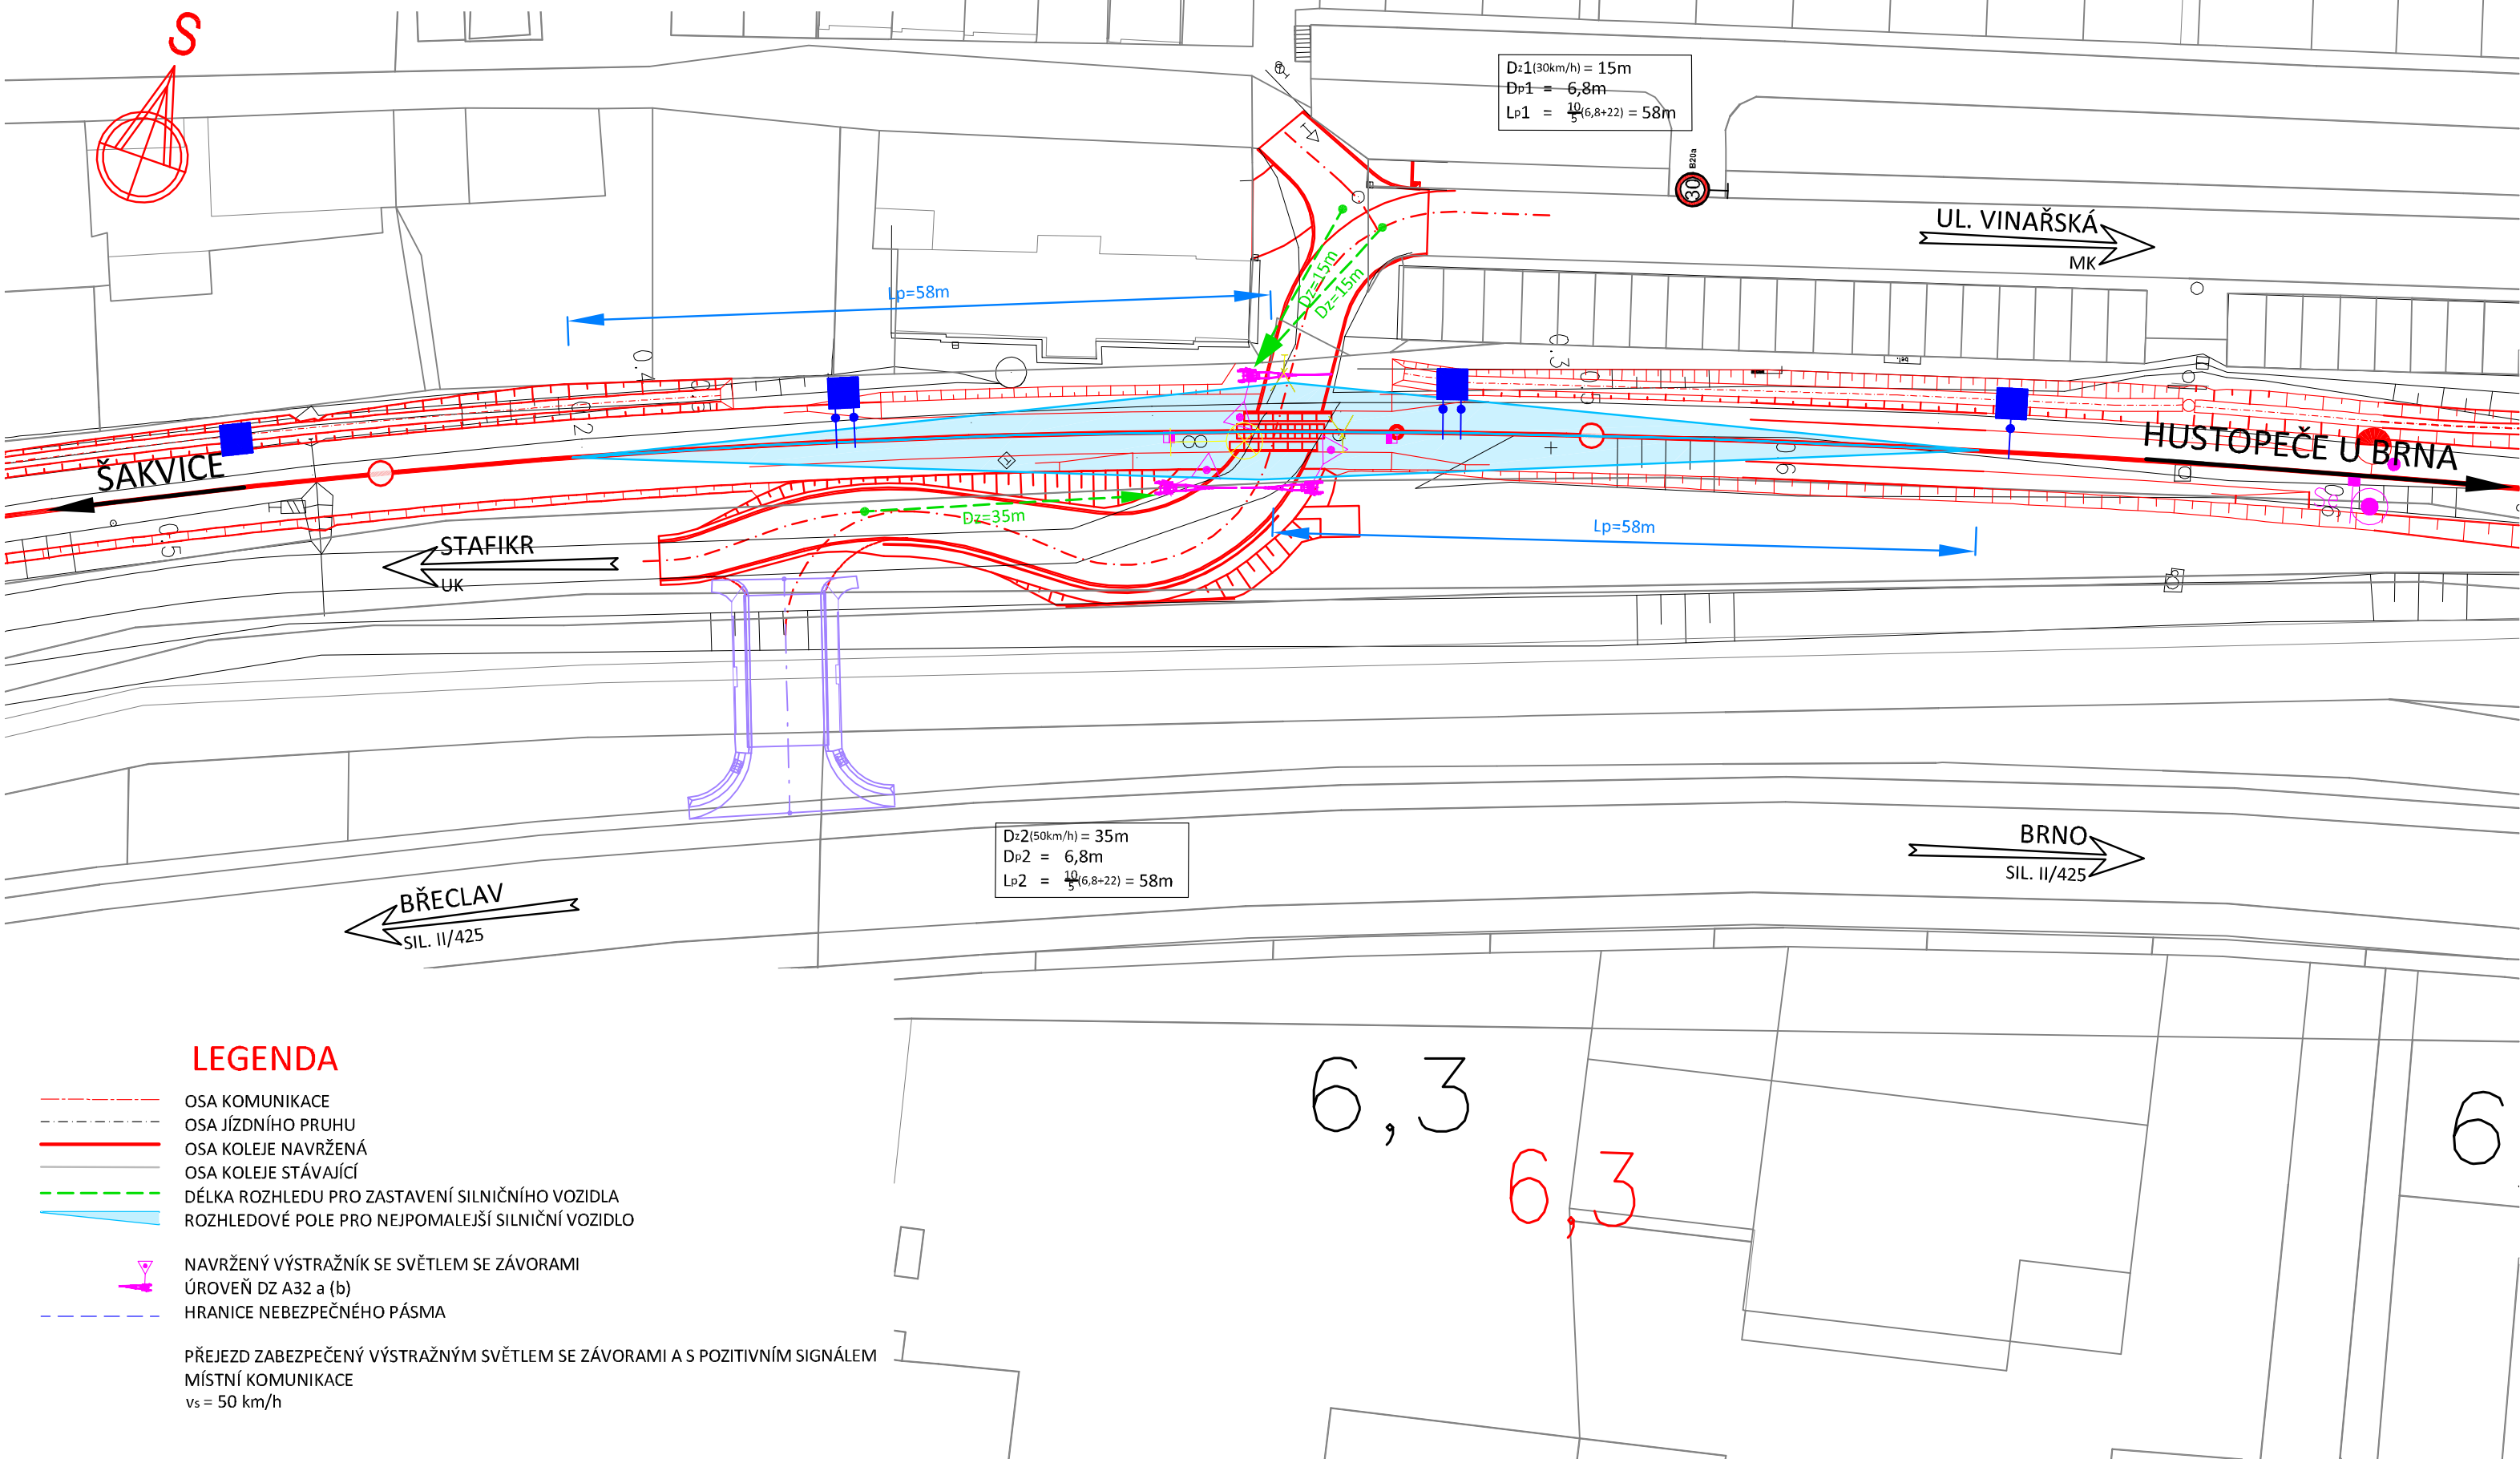 S
Dz1(30km/h) = 15m
Dp1 = 6,8m
Lp1 = 10/5(6,8+22) = 58m
B20a
30
UL. VINAŘSKÁ
MK
Dz=15m
Dz=15m
Lp=58m
ŠAKVICE
HUSTOPEČE U BRNA
Dz=35m
Lp=58m
STAFIKR
UK
Dz2(50km/h) = 35m
Dp2 = 6,8m
Lp2 = 10/5(6,8+22) = 58m
BRNO
SIL. II/425
BŘECLAV
SIL. II/425
LEGENDA
OSA KOMUNIKACE
OSA JÍZDNÍHO PRUHU
OSA KOLEJE NAVRŽENÁ
OSA KOLEJE STÁVAJÍCÍ
DÉLKA ROZHLEDU PRO ZASTAVENÍ SILNIČNÍHO VOZIDLA
ROZHLEDOVÉ POLE PRO NEJPOMALEJŠÍ SILNIČNÍ VOZIDLO
NAVRŽENÝ VÝSTRAŽNÍK SE SVĚTLEM SE ZÁVORAMI
ÚROVEŇ DZ A32 a (b)
HRANICE NEBEZPEČNÉHO PÁSMA
PŘEJEZD ZABEZPEČENÝ VÝSTRAŽNÝM SVĚTLEM SE ZÁVORAMI A S POZITIVNÍM SIGNÁLEM
MÍSTNÍ KOMUNIKACE
vs = 50 km/h
6,3
6,3
6